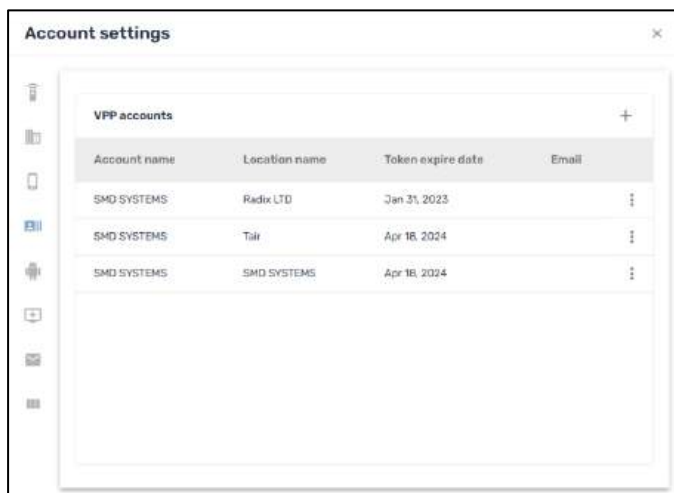 Account settings
VPP accounts
Account name Location name Token expire date Email
SMD SYSTEMS Radix LTD Jan 31, 2023
SMD SYSTEMS Tair Apr 18, 2024
SMD SYSTEMS SMD SYSTEMS Apr 18, 2024